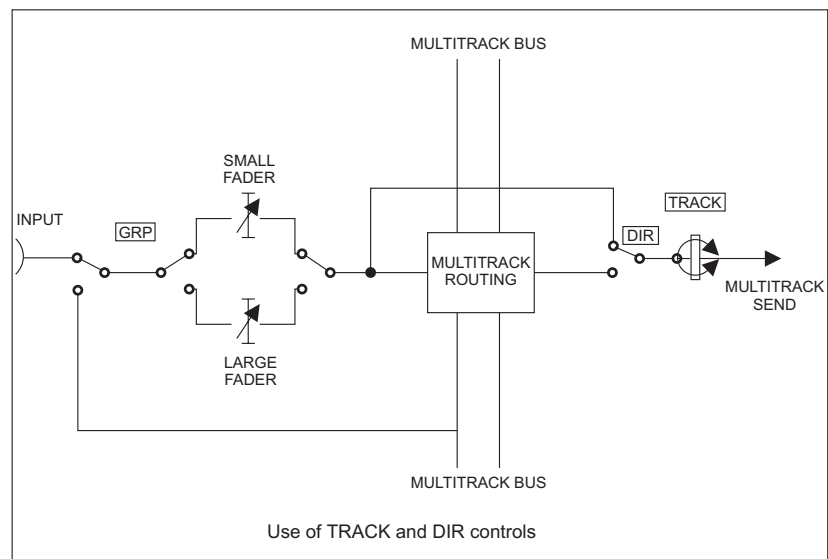 MULTITRACK BUS
SMALL
FADER
TRACK
INPUT
GRP
DIR
MULTITRACK
ROUTING
MULTITRACK
SEND
LARGE
FADER
MULTITRACK BUS
Use of TRACK and DIR controls